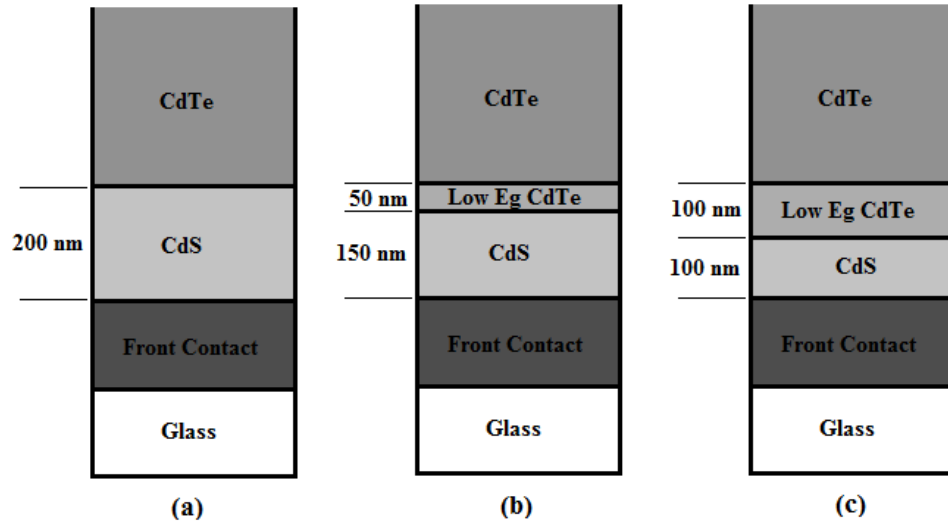 CdTe
200 nm
CdS
Front Contact
Glass
(a)
CdTe
50 nm
Low Eg CdTe
150 nm
CdS
Front Contact
Glass
(b)
CdTe
100 nm
Low Eg CdTe
100 nm
CdS
Front Contact
Glass
(c)